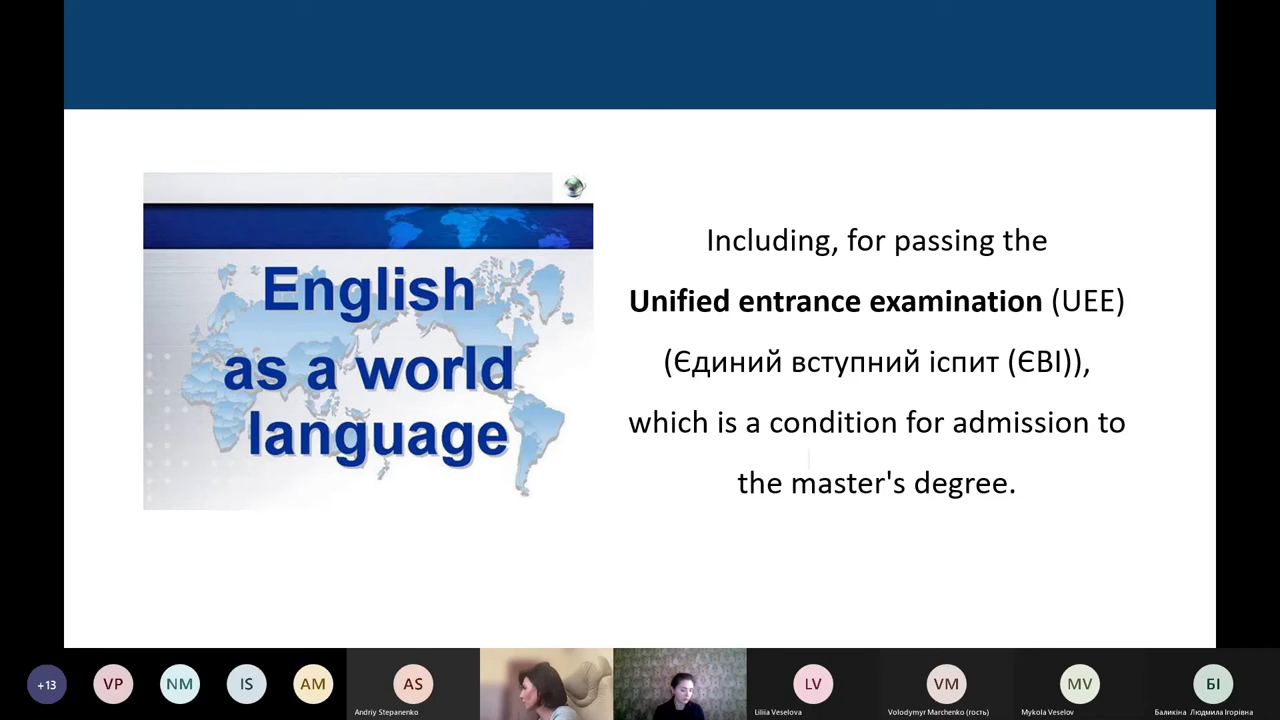 English
as a world
language
Including, for passing the
Unified entrance examination (UEE)
(Єдиний вступний іспит (ЄВІ)),
which is a condition for admission to
the master's degree.
+13
VP
NM
IS
AM
AS
Andriy Stepanenko
LV
Liliia Veselova
VM
Volodymyr Marchenko (гость)
MV
Mykola Veselov
БІ
Баликіна Людмила Ігорівна